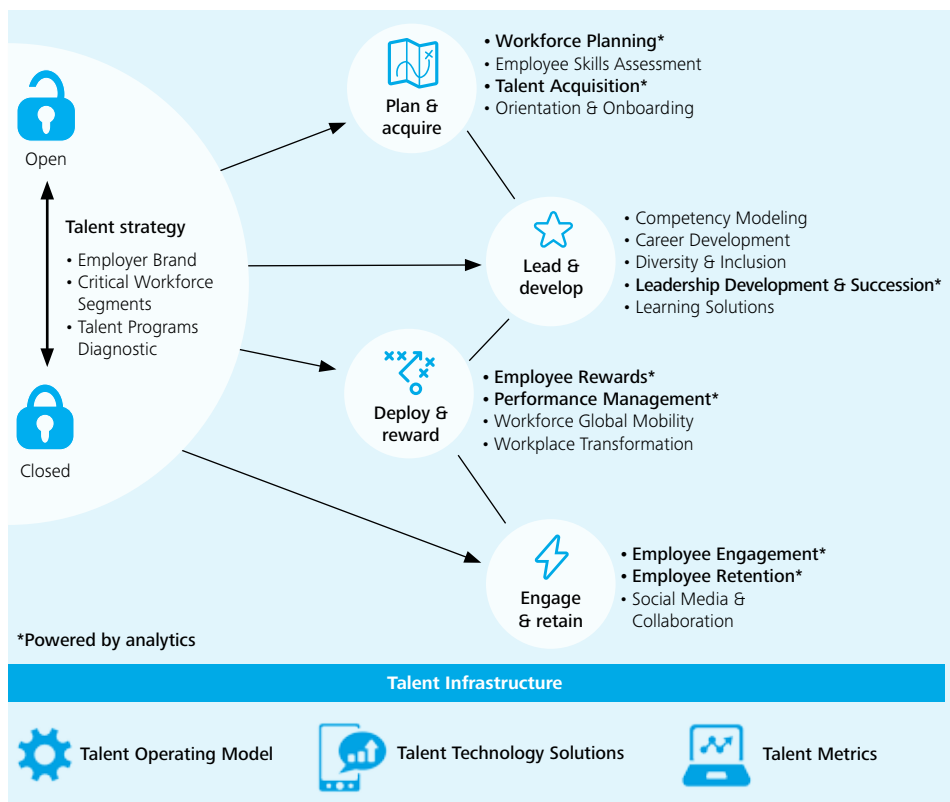 Open
Talent strategy
• Employer Brand
• Critical Workforce
Segments
• Talent Programs
Diagnostic
Closed
Plan &
acquire
• Workforce Planning*
• Employee Skills Assessment
• Talent Acquisition*
• Orientation & Onboarding
Lead &
develop
• Competency Modeling
• Career Development
• Diversity & Inclusion
• Leadership Development & Succession*
• Learning Solutions
Deploy &
reward
• Employee Rewards*
• Performance Management*
• Workforce Global Mobility
• Workplace Transformation
Engage
& retain
• Employee Engagement*
• Employee Retention*
• Social Media &
Collaboration
*Powered by analytics
Talent Infrastructure
Talent Operating Model
Talent Technology Solutions
Talent Metrics